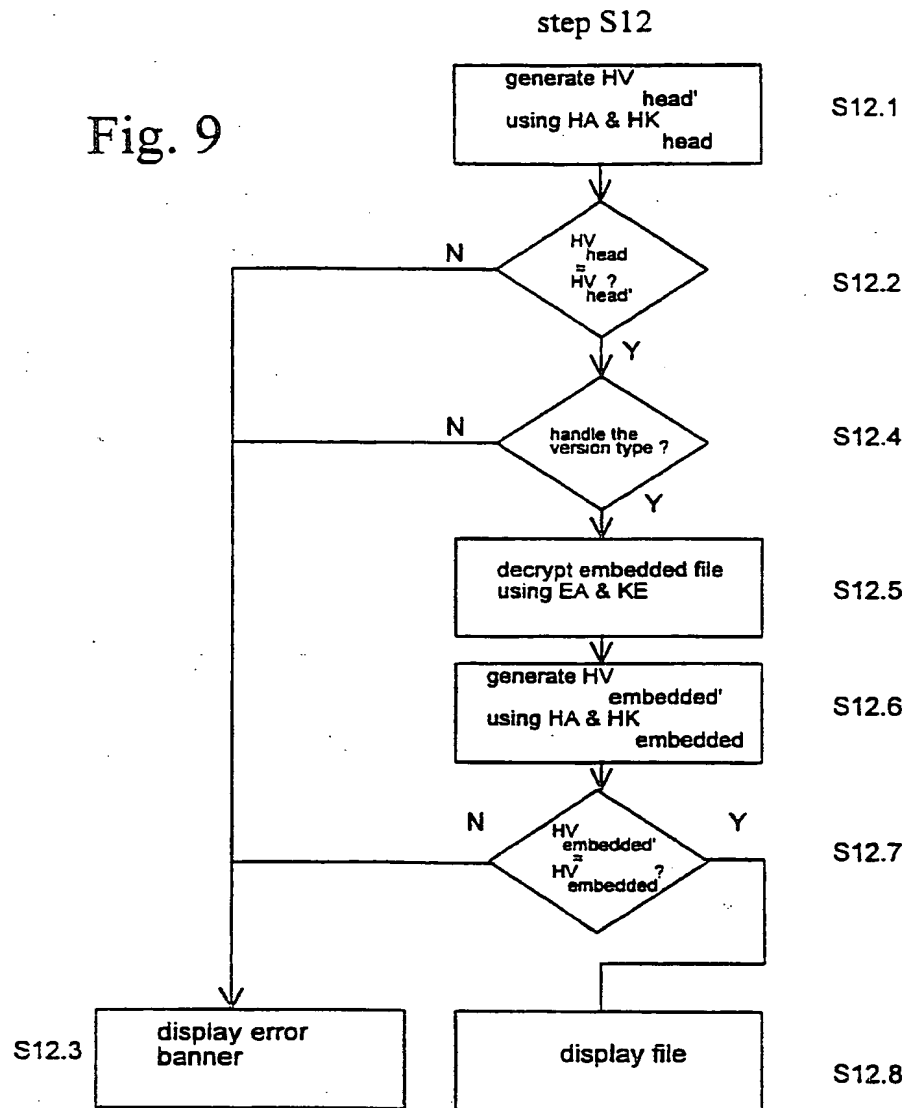 step S12
Fig. 9
generate HV head'
using HA & HK head
S12.1
N
HV head
=
HV head' ?
S12.2
Y
N
handle the
version type ?
S12.4
Y
decrypt embedded file
using EA & KE
S12.5
generate HV embedded'
using HA & HK embedded
S12.6
N
HV embedded'
=
HV embedded ?
Y
S12.7
S12.3
display error
banner
display file
S12.8